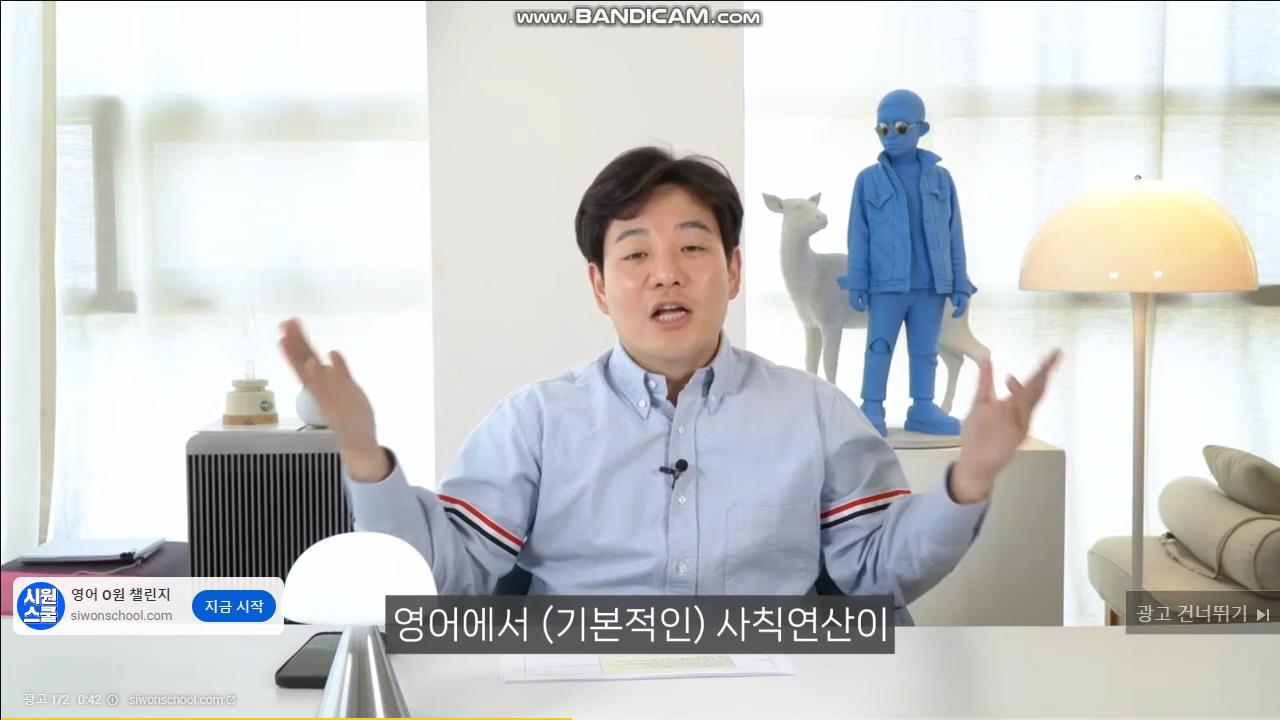 www.BANDICAM.com
시원
스쿨
영어 0원 챌린지
siwonschool.com
지금 시작
영어에서 (기본적인) 사칙연산이
광고 건너뛰기
광고 1/2 · 0:42
siwonschool.com